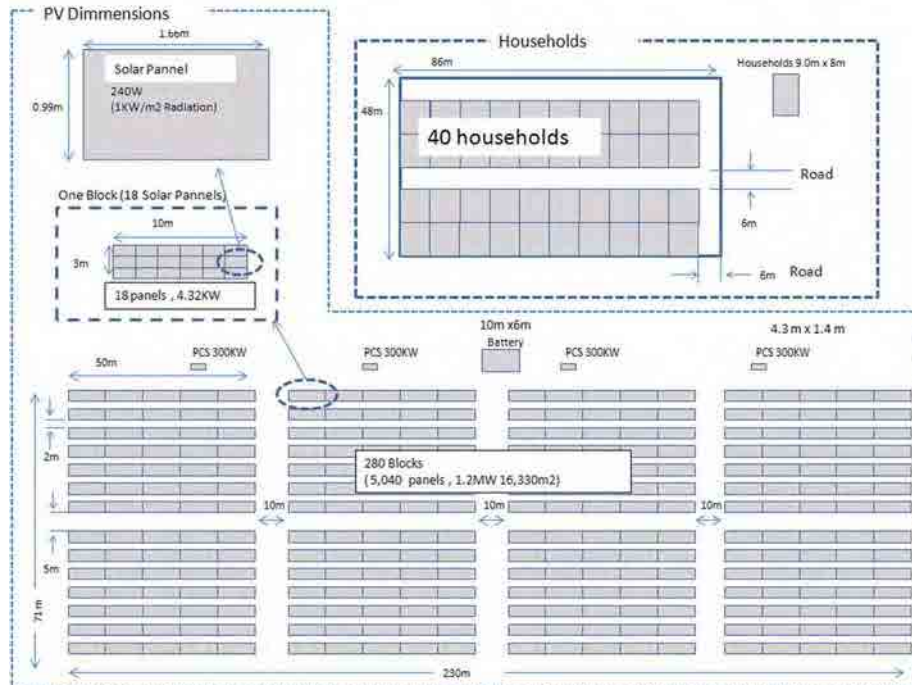 PV Dimmensions
1.66m
Solar Pannel
240W
(1KW/m2 Radiation)
0.99m
One Block (18 Solar Pannels)
10m
3m
18 panels , 4.32KW
Households
86m
Households 9.0m x 8m
48m
40 households
Road
6m
6m
Road
10m x6m
Battery
4.3 m x 1.4 m
PCS 300KW
PCS 300KW
PCS 300KW
PCS 300KW
50m
2m
280 Blocks
(5,040 panels , 1.2MW 16,330m2)
10m
10m
10m
5m
71 m
230m